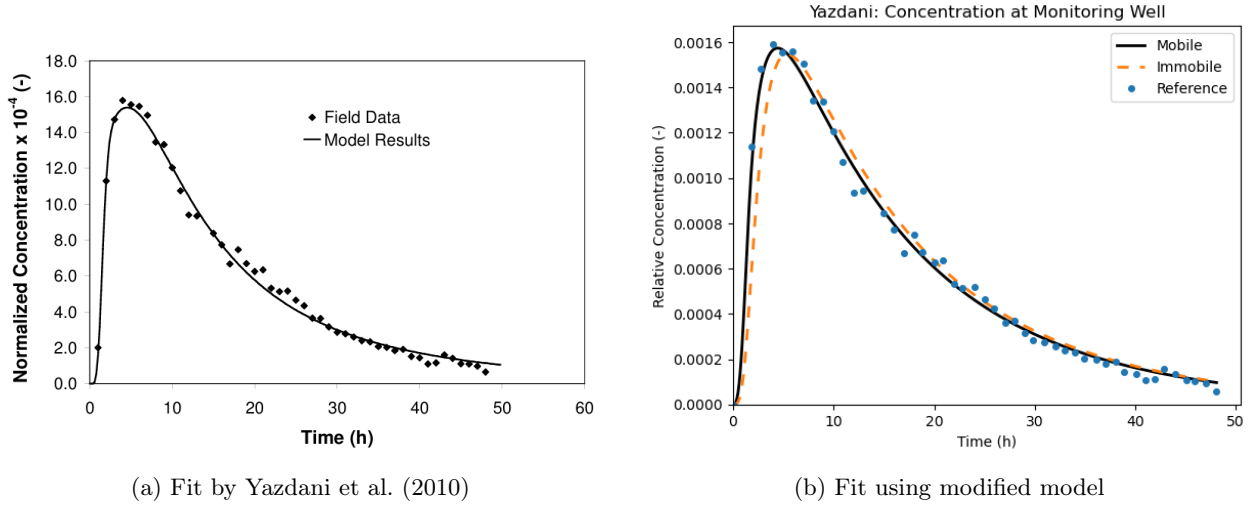 Normalized Concentration x 10⁻⁴ (-)
18.0
16.0
14.0
12.0
10.0
8.0
6.0
4.0
2.0
0.0
0 10 20 30 40 50 60
Time (h)
Field Data
Model Results
(a) Fit by Yazdani et al. (2010)
Yazdani: Concentration at Monitoring Well
Relative Concentration (-)
0.0016
0.0014
0.0012
0.0010
0.0008
0.0006
0.0004
0.0002
0.0000
0 10 20 30 40 50
Time (h)
Mobile
Immobile
Reference
(b) Fit using modified model